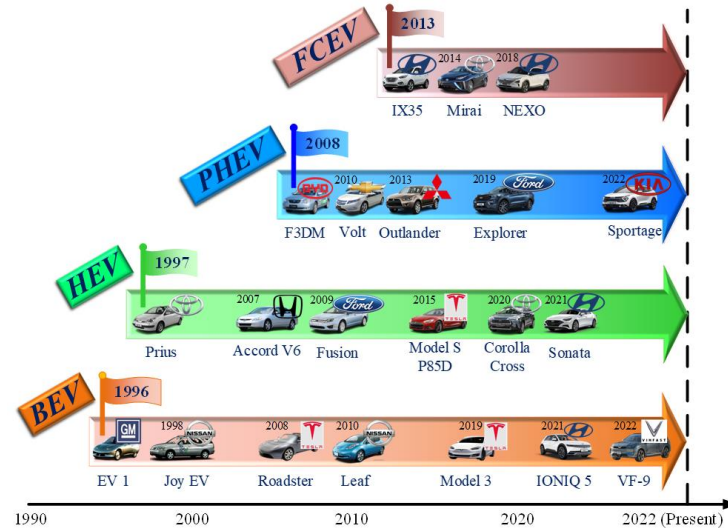 FCEV
2013
2014
2018
IX35
Mirai
NEXO
PHEV
2008
BYD
2010
2013
2019
Ford
2022
KIA
F3DM
Volt
Outlander
Explorer
Sportage
HEV
1997
2007
2009
Ford
2015
TESLA
2020
2021
Prius
Accord V6
Fusion
Model S
P85D
Corolla
Cross
Sonata
BEV
1996
GM
1998
NISSAN
2008
TESLA
2010
NISSAN
2019
TESLA
2021
2022
VINFAST
EV 1
Joy EV
Roadster
Leaf
Model 3
IONIQ 5
VF-9
1990
2000
2010
2020
2022 (Present)